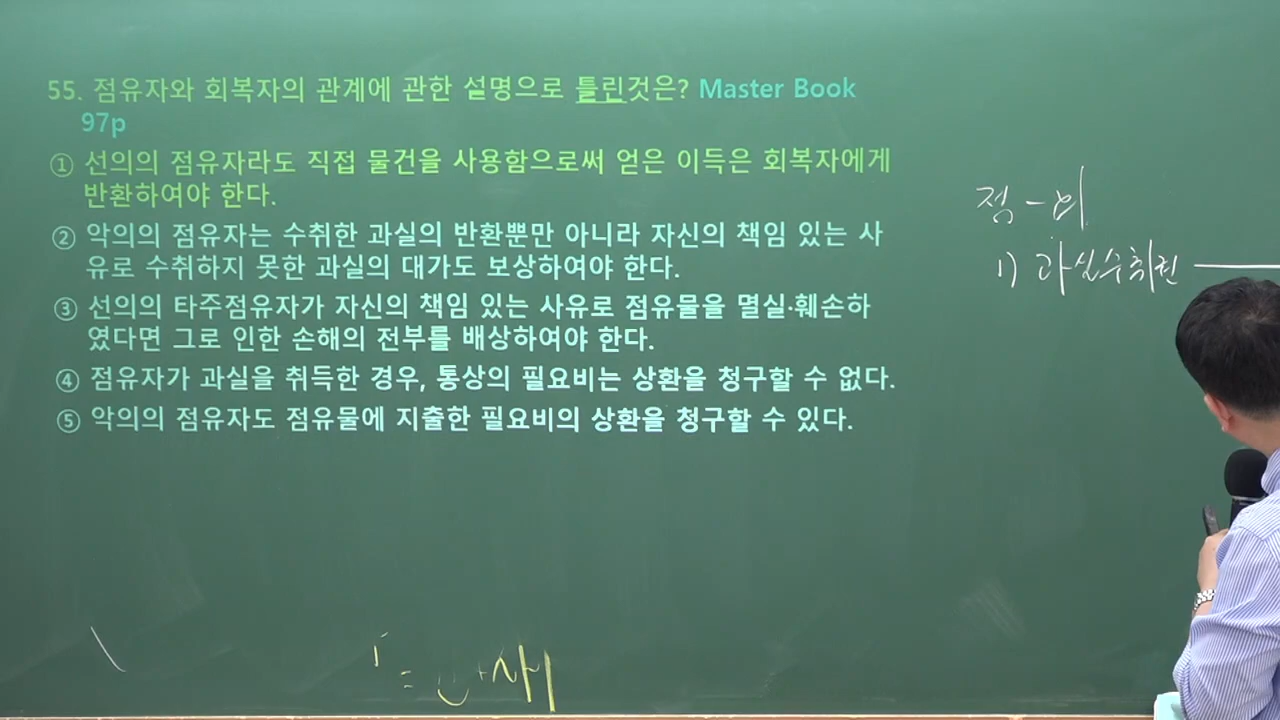 55. 점유자와 회복자의 관계에 관한 설명으로 틀린것은? Master Book
97p
① 선의의 점유자라도 직접 물건을 사용함으로써 얻은 이득은 회복자에게
반환하여야 한다.
② 악의의 점유자는 수취한 과실의 반환뿐만 아니라 자신의 책임 있는 사
유로 수취하지 못한 과실의 대가도 보상하여야 한다.
③ 선의의 타주점유자가 자신의 책임 있는 사유로 점유물을 멸실·훼손하
였다면 그로 인한 손해의 전부를 배상하여야 한다.
④ 점유자가 과실을 취득한 경우, 통상의 필요비는 상환을 청구할 수 없다.
⑤ 악의의 점유자도 점유물에 지출한 필요비의 상환을 청구할 수 있다.
점 - 회
1) 과실수취권